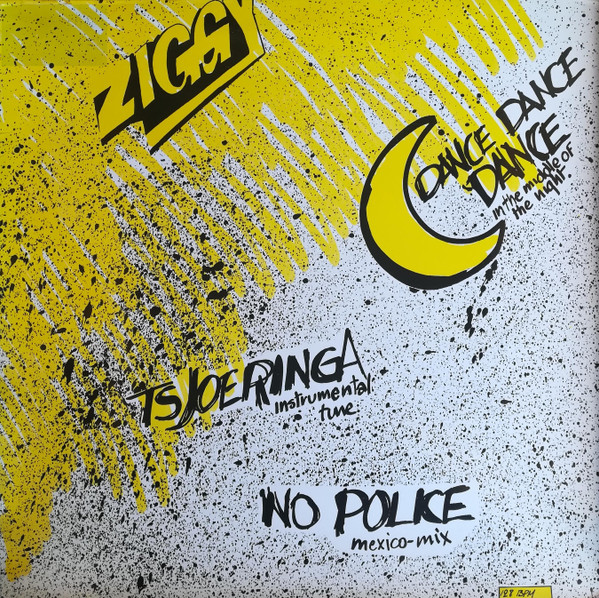 ZIGGY
DANCE DANCE
DANCE
in the middle of
the night
TSJOERINGA
instrumental
tune
NO POLICE
mexico-mix
128 BPM